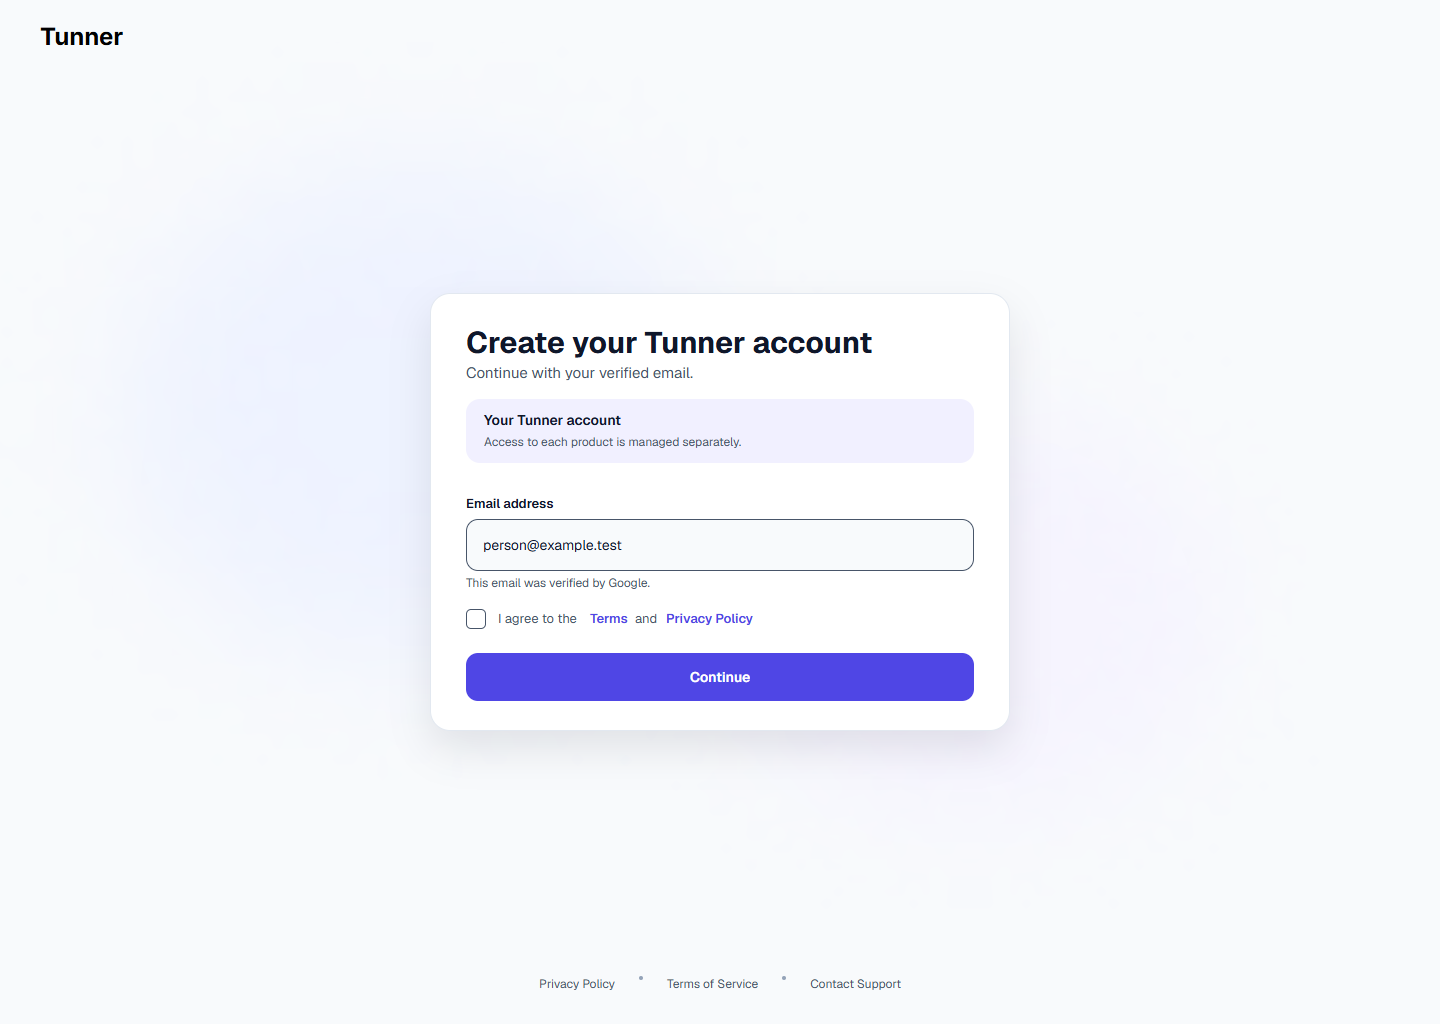 Tunner
Create your Tunner account
Continue with your verified email.
Your Tunner account
Access to each product is managed separately.
Email address
person@example.test
This email was verified by Google.
I agree to the Terms and Privacy Policy
Continue
Privacy Policy • Terms of Service • Contact Support